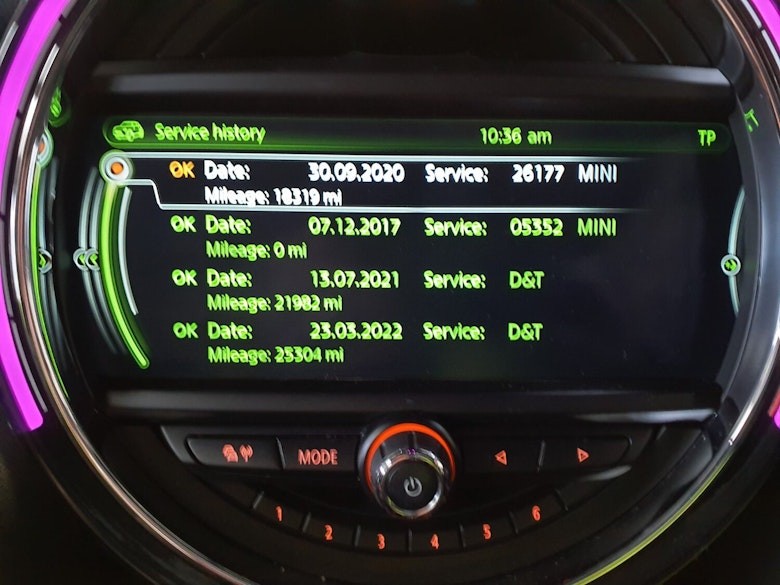 Service history 10:36 am TP
OK Date: 30.09.2020 Service: 26177 MINI
Mileage: 18319 mi
OK Date: 07.12.2017 Service: 05352 MINI
Mileage: 0 mi
OK Date: 13.07.2021 Service: D&T
Mileage: 21982 mi
OK Date: 23.03.2022 Service: D&T
Mileage: 25304 mi
MODE
1 2 3 4 5 6